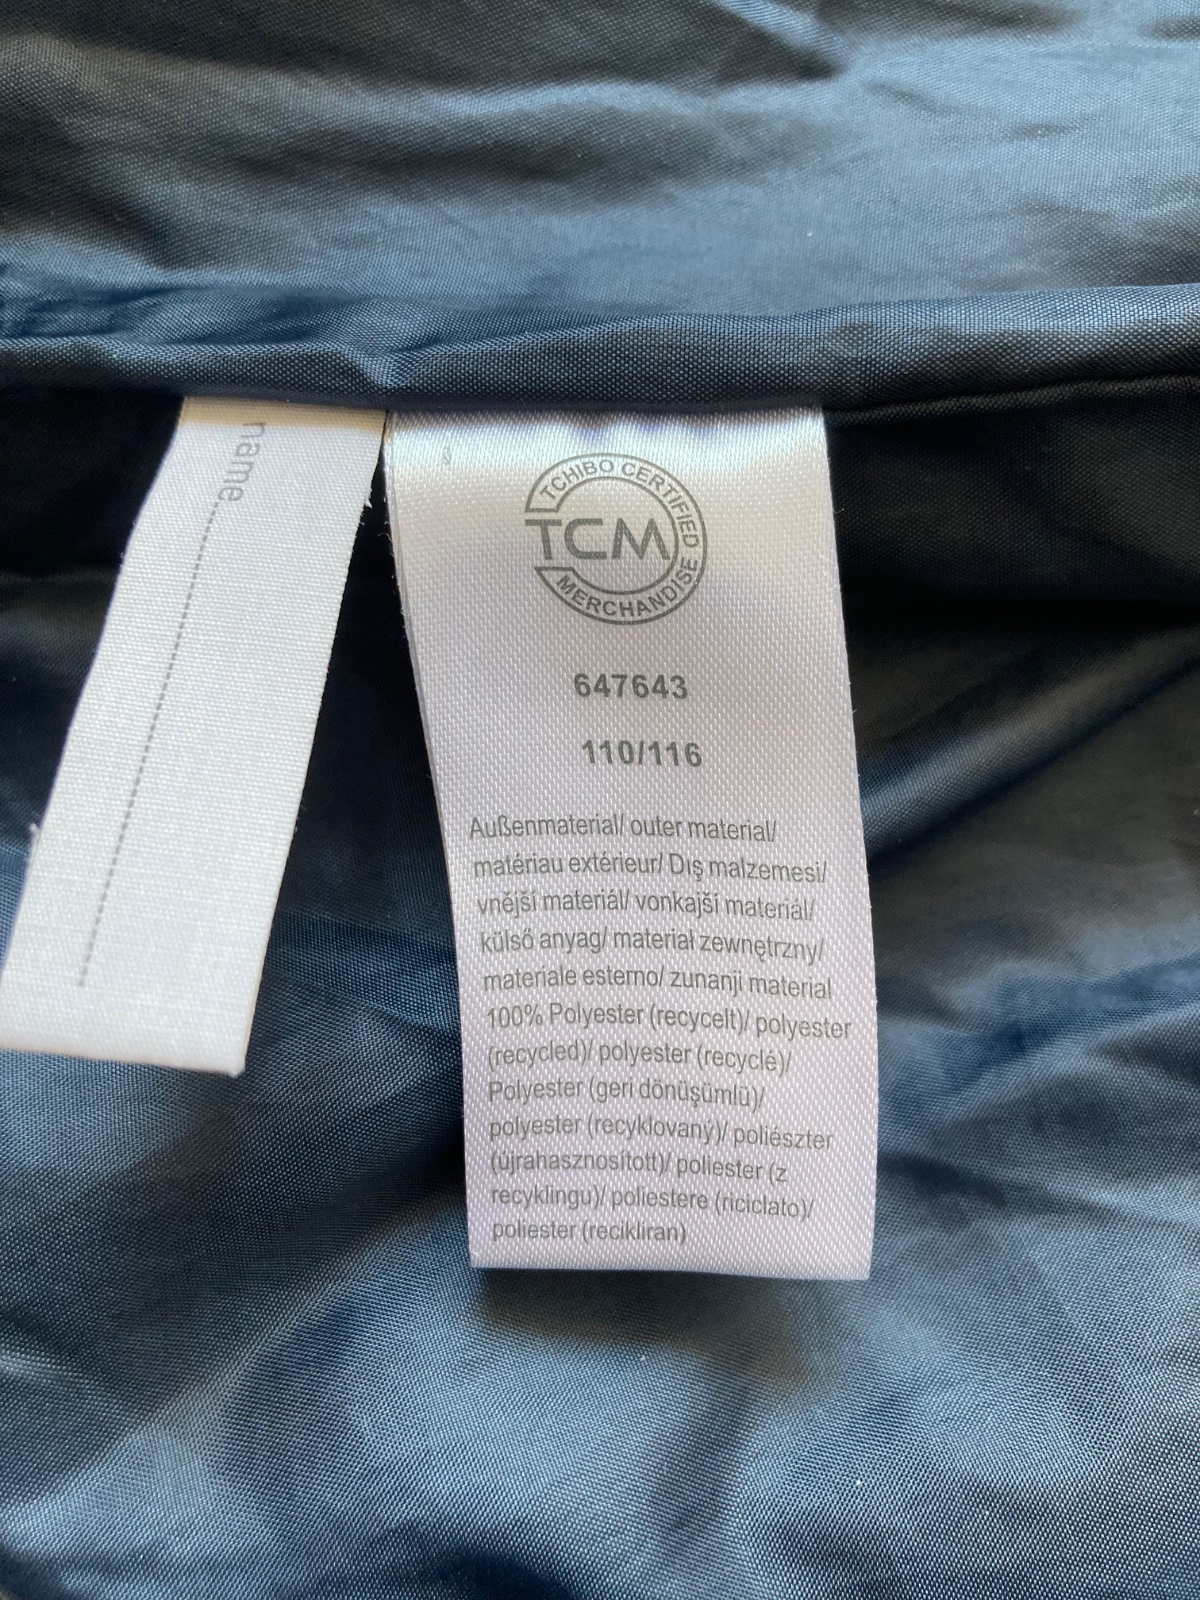 name
TCHIBO CERTIFIED
TCM
MERCHANDISE
647643
110/116
Außenmaterial/ outer material/
matériau extérieur/ Dış malzemesi/
vnější materiál/ vonkajší materiál/
külső anyag/ materiał zewnętrzny/
materiale esterno/ zunanji material
100% Polyester (recycelt)/ polyester
(recycled)/ polyester (recyclé)/
Polyester (geri dönüşümlü)/
polyester (recyklovaný)/ poliészter
(újrahasznosított)/ poliester (z
recyklingu)/ poliestere (riciclato)/
poliester (recikliran)